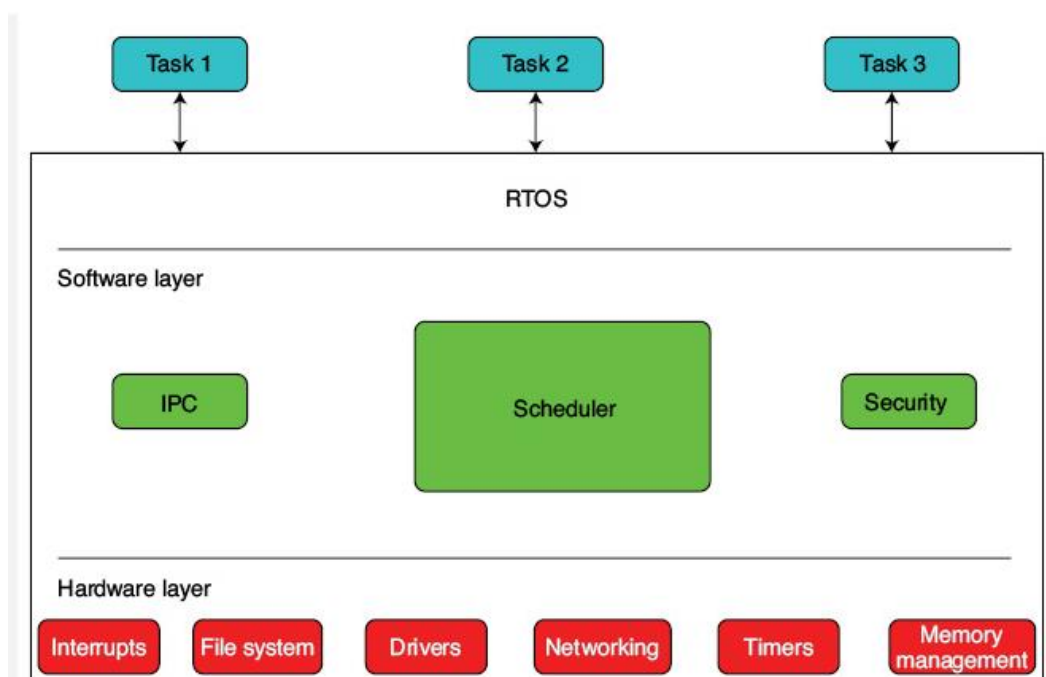 Task 1
Task 2
Task 3
RTOS
Software layer
IPC
Scheduler
Security
Hardware layer
Interrupts
File system
Drivers
Networking
Timers
Memory
management